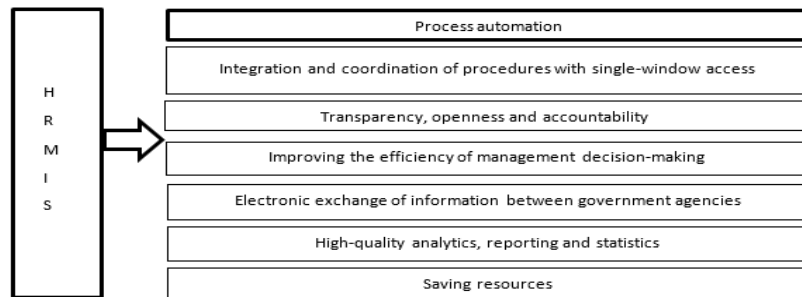 HRMIS
Process automation
Integration and coordination of procedures with single-window access
Transparency, openness and accountability
Improving the efficiency of management decision-making
Electronic exchange of information between government agencies
High-quality analytics, reporting and statistics
Saving resources